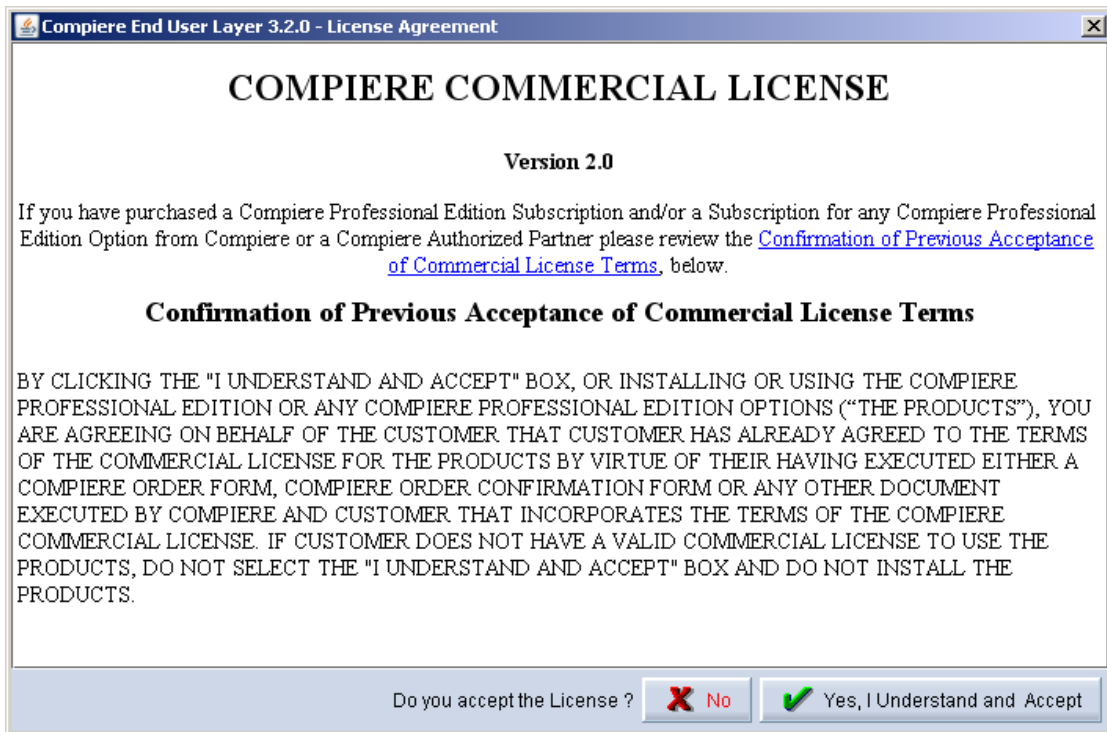 Compiere End User Layer 3.2.0 - License Agreement
COMPIERE COMMERCIAL LICENSE
Version 2.0
If you have purchased a Compiere Professional Edition Subscription and/or a Subscription for any Compiere Professional
Edition Option from Compiere or a Compiere Authorized Partner please review the Confirmation of Previous Acceptance
of Commercial License Terms, below.
Confirmation of Previous Acceptance of Commercial License Terms
BY CLICKING THE "I UNDERSTAND AND ACCEPT" BOX, OR INSTALLING OR USING THE COMPIERE
PROFESSIONAL EDITION OR ANY COMPIERE PROFESSIONAL EDITION OPTIONS (“THE PRODUCTS”), YOU
ARE AGREEING ON BEHALF OF THE CUSTOMER THAT CUSTOMER HAS ALREADY AGREED TO THE TERMS
OF THE COMMERCIAL LICENSE FOR THE PRODUCTS BY VIRTUE OF THEIR HAVING EXECUTED EITHER A
COMPIERE ORDER FORM, COMPIERE ORDER CONFIRMATION FORM OR ANY OTHER DOCUMENT
EXECUTED BY COMPIERE AND CUSTOMER THAT INCORPORATES THE TERMS OF THE COMPIERE
COMMERCIAL LICENSE. IF CUSTOMER DOES NOT HAVE A VALID COMMERCIAL LICENSE TO USE THE
PRODUCTS, DO NOT SELECT THE "I UNDERSTAND AND ACCEPT" BOX AND DO NOT INSTALL THE
PRODUCTS.
Do you accept the License ? No Yes, I Understand and Accept